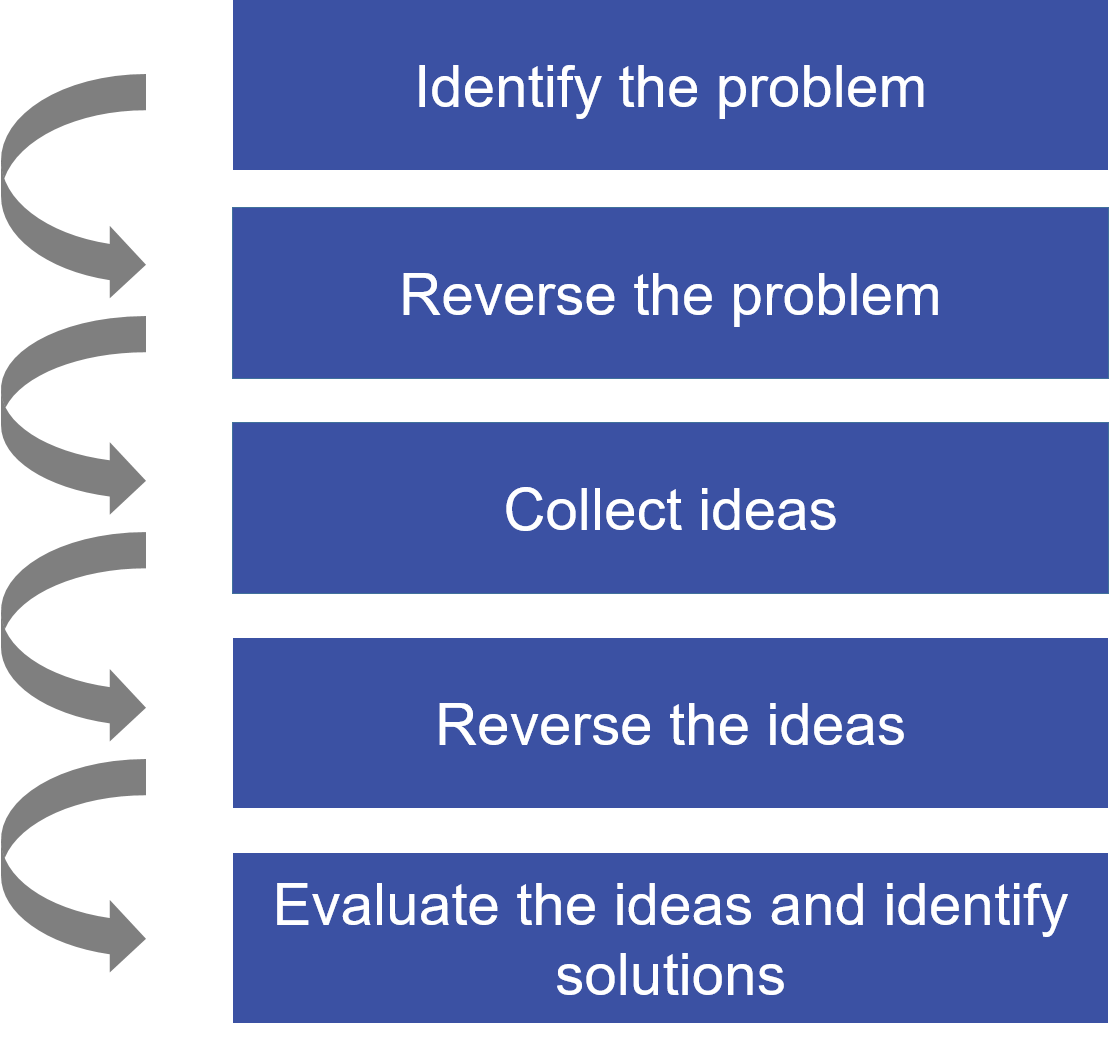 Identify the problem
Reverse the problem
Collect ideas
Reverse the ideas
Evaluate the ideas and identify
solutions